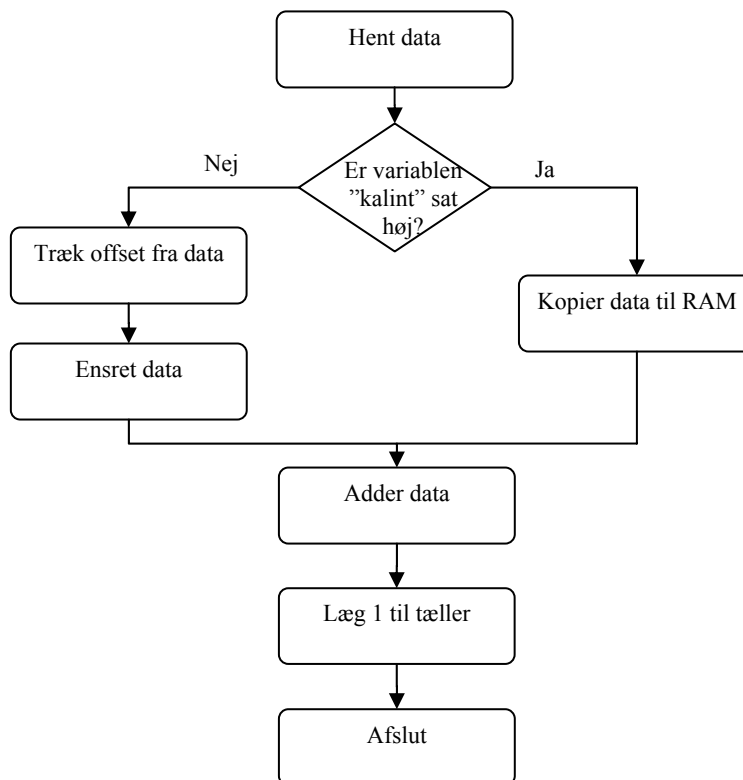 Hent data
Er variablen
”kalint” sat
høj?
Nej
Ja
Træk offset fra data
Kopier data til RAM
Ensret data
Adder data
Læg 1 til tæller
Afslut